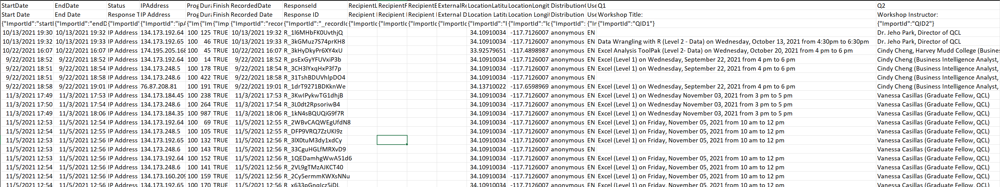 StartDate EndDate Status IPAddress Prog Dura Finish RecordedDate ResponseId RecipientL RecipientF RecipientE ExternalRe LocationLatitu LocationLongit Distribution Use Q1 Q2
Start Date End Date Response T IP Address Prog Dura Finish Recorded Date Response ID Recipient Recipient Recipient External D Location Latitu Location Longit Distribution Use Workshop Title: Workshop Instructor:
{"ImportId":"start {"ImportId":"endD {"ImportId' {"ImportId":"ipA {"Im {"Im {"Imp {"ImportId":"recor {"ImportId":"_recordId {"ImportId {"ImportId {"ImportId {"ImportId {"ImportId":"l {"ImportId":"lo {"ImportId": {"In {"ImportId":"QID1"} {"ImportId":"QID2"}
10/13/2021 19:30 10/13/2021 19:32 IP Address 134.173.192.64 100 125 TRUE 10/13/2021 19:32 R_1l6MHbFK0UvthjQ 34.10910034 -117.7126007 anonymous EN Dr. Jeho Park, Director of QCL
10/13/2021 19:32 10/13/2021 19:33 IP Address 134.173.192.65 100 46 TRUE 10/13/2021 19:33 R_3kGMuz7S74prKH8 34.10910034 -117.7126007 anonymous EN Data Wrangling with R (Level 2 - Data) on Wednesday, October 13, 2021 from 4:30pm to 6:30pm Dr. Jeho Park, Director of QCL
10/22/2021 16:07 10/22/2021 16:07 IP Address 174.195.205.168 100 45 TRUE 10/22/2021 16:07 R_3kHyDkyPr6XY4xU 33.92579651 -117.4898987 anonymous EN Excel Analysis ToolPak (Level 2- Data) on Wednesday, October 20, 2021 from 4 pm to 6 pm Cindy Cheng, Harvey Mudd College (Busines
9/22/2021 18:52 9/22/2021 18:52 IP Address 134.173.192.64 100 14 TRUE 9/22/2021 18:52 R_psExGyYFUVxiP3b 34.10910034 -117.7126007 anonymous EN Excel (Level 1) on Wednesday, September 22, 2021 from 4 pm to 6 pm Cindy Cheng (Business Intelligence Analyst,
9/22/2021 18:51 9/22/2021 18:54 IP Address 134.173.248.5 100 178 TRUE 9/22/2021 18:54 R_3CH3lYxqHxP3f7p 34.10910034 -117.7126007 anonymous EN Excel (Level 1) on Wednesday, September 22, 2021 from 4 pm to 6 pm Cindy Cheng (Business Intelligence Analyst,
9/22/2021 18:51 9/22/2021 18:58 IP Address 134.173.248.6 100 422 TRUE 9/22/2021 18:58 R_31TshBDUVhlpDO4 34.10910034 -117.7126007 anonymous EN Cindy Cheng (Business Intelligence Analyst,
9/22/2021 18:58 9/22/2021 19:01 IP Address 76.87.208.81 100 191 TRUE 9/22/2021 19:01 R_1drT9271BDKknWe 34.13710022 -117.6598969 anonymous EN Excel (Level 1) on Wednesday, September 22, 2021 from 4 pm to 6 pm Cindy Cheng (Business Intelligence Analyst,
11/3/2021 17:49 11/3/2021 17:53 IP Address 134.173.184.45 100 238 TRUE 11/3/2021 17:53 R_3KwIPykwTG1dhjB 34.10910034 -117.7126007 anonymous EN Excel (Level 1) on Wednesday November 03, 2021 from 3 pm to 5 pm Vanessa Casillas (Graduate Fellow, QCL)
11/3/2021 17:50 11/3/2021 17:54 IP Address 134.173.248.6 100 264 TRUE 11/3/2021 17:54 R_3L0dt2RpsoriwB4 34.10910034 -117.7126007 anonymous EN Excel (Level 1) on Wednesday November 03, 2021 from 3 pm to 5 pm Vanessa Casillas (Graduate Fellow, QCL)
11/3/2021 17:49 11/3/2021 18:06 IP Address 134.173.184.35 100 987 TRUE 11/3/2021 18:06 R_1kN4sBQUQiG9f7R 34.10910034 -117.7126007 anonymous EN Excel (Level 1) on Wednesday November 03, 2021 from 3 pm to 5 pm Vanessa Casillas (Graduate Fellow, QCL)
11/5/2021 12:53 11/5/2021 12:54 IP Address 134.173.192.64 100 69 TRUE 11/5/2021 12:55 R_2WBvCAQWEgUfdN8 34.10910034 -117.7126007 anonymous EN Excel (Level 1) on Friday, November 05, 2021 from 10 am to 12 pm Vanessa Casillas (Graduate Fellow, QCL)
11/5/2021 12:54 11/5/2021 12:55 IP Address 134.173.248.5 100 105 TRUE 11/5/2021 12:55 R_DFP9VRQ7ZzUKI9z 34.10910034 -117.7126007 anonymous EN Excel (Level 1) on Friday, November 05, 2021 from 10 am to 12 pm Vanessa Casillas (Graduate Fellow, QCL)
11/5/2021 12:53 11/5/2021 12:56 IP Address 134.173.192.65 100 132 TRUE 11/5/2021 12:56 R_3lX0tuM3dy1xdCy 34.10910034 -117.7126007 anonymous EN Excel (Level 1) on Friday, November 05, 2021 from 10 am to 12 pm Vanessa Casillas (Graduate Fellow, QCL)
11/5/2021 12:53 11/5/2021 12:56 IP Address 134.173.248.6 100 143 TRUE 11/5/2021 12:56 R_33CguHGLfMRXvD9 34.10910034 -117.7126007 anonymous EN Vanessa Casillas (Graduate Fellow, QCL)
11/5/2021 12:53 11/5/2021 12:56 IP Address 134.173.192.64 100 152 TRUE 11/5/2021 12:56 R_1QEDamhgWwA51d6 34.10910034 -117.7126007 anonymous EN Excel (Level 1) on Friday, November 05, 2021 from 10 am to 12 pm Vanessa Casillas (Graduate Fellow, QCL)
11/5/2021 12:54 11/5/2021 12:56 IP Address 134.173.248.6 100 141 TRUE 11/5/2021 12:56 R_2VL9gTMzAJKCT40 34.10910034 -117.7126007 anonymous EN Excel (Level 1) on Friday, November 05, 2021 from 10 am to 12 pm Vanessa Casillas (Graduate Fellow, QCL)
11/5/2021 12:54 11/5/2021 12:56 IP Address 134.173.160.209 100 159 TRUE 11/5/2021 12:56 R_2Cy5ermmKWXsNNu 34.10910034 -117.7126007 anonymous EN Excel (Level 1) on Friday, November 05, 2021 from 10 am to 12 pm Vanessa Casillas (Graduate Fellow, QCL)
11/5/2021 12:54 11/5/2021 12:56 IP Address 134.173.192.65 100 170 TRUE 11/5/2021 12:56 34.10910034 -117.7126007 anonymous EN Excel (Level 1) on Friday, November 05, 2021 from 10 am to 12 pm Vanessa Casillas (Graduate Fellow, QCL)